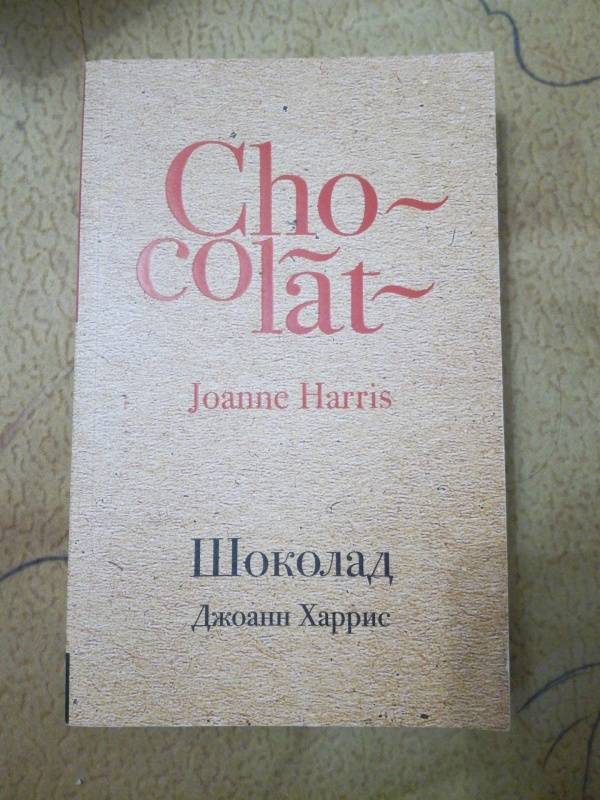 Cho~
colat~
Joanne Harris
Шоколад
Джоанн Харрис